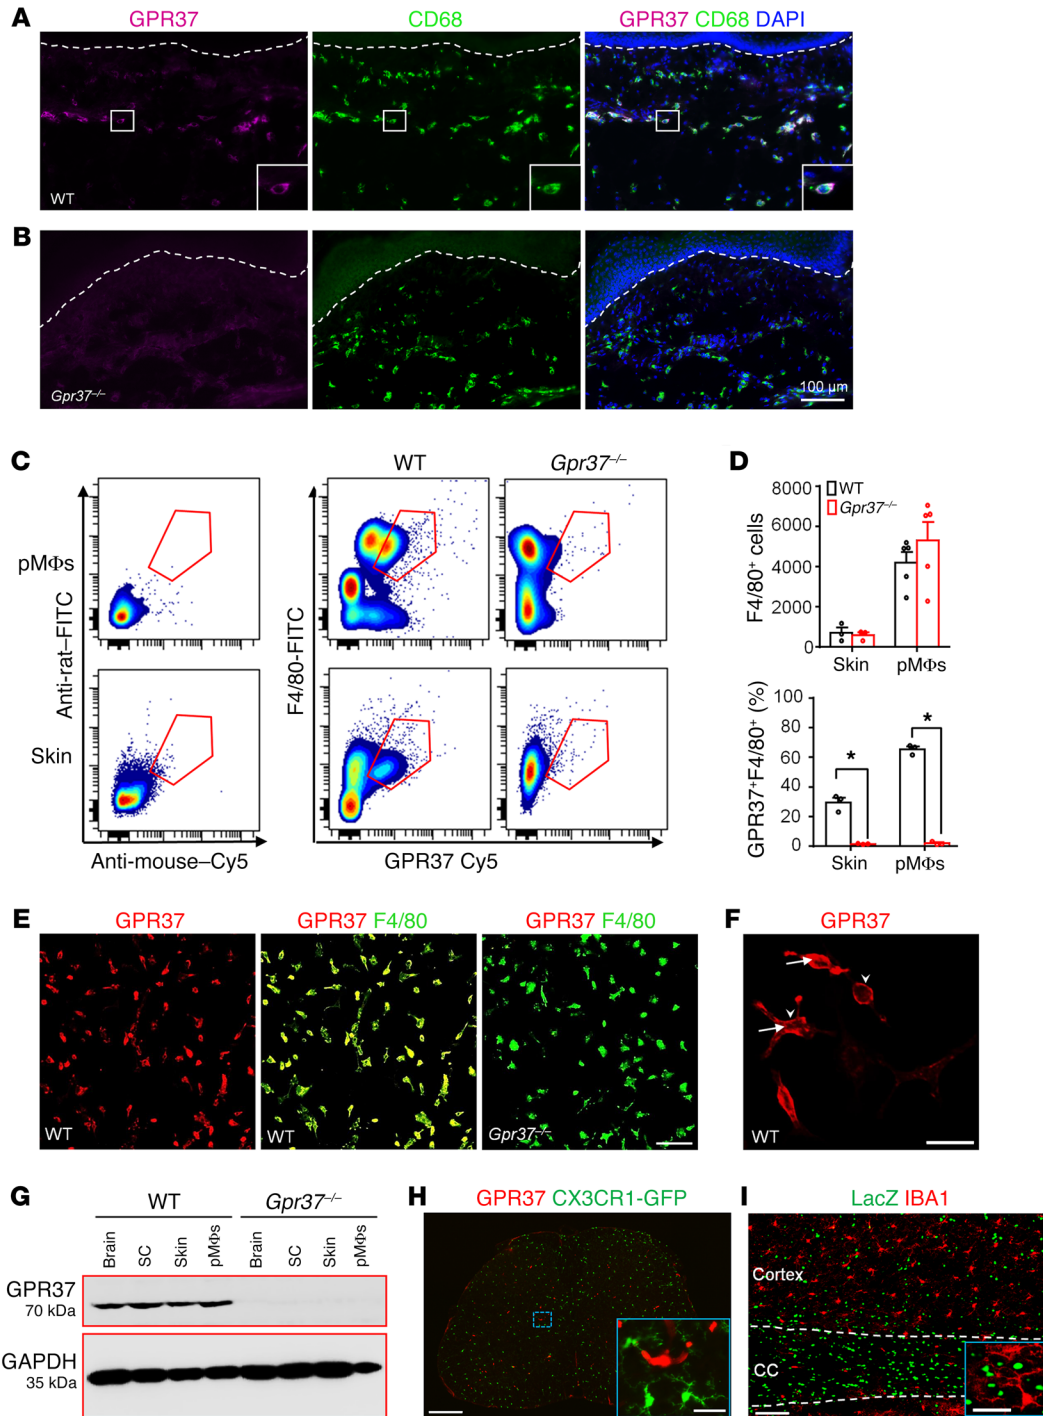 A
GPR37
CD68
GPR37 CD68 DAPI
WT
B
Gpr37–/–
100 µm
C
WT
Gpr37–/–
pMΦs
Skin
Anti-rat–FITC
F4/80-FITC
Anti-mouse–Cy5
GPR37 Cy5
D
8000
6000
4000
2000
0
F4/80+ cells
WT
Gpr37–/–
Skin
pMΦs
100
80
60
40
20
0
GPR37+F4/80+ (%)
*
*
Skin
pMΦs
E
GPR37
GPR37 F4/80
GPR37 F4/80
WT
WT
Gpr37–/–
F
GPR37
WT
G
WT
Gpr37–/–
Brain
SC
Skin
pMΦs
Brain
SC
Skin
pMΦs
GPR37
70 kDa
GAPDH
35 kDa
H
GPR37 CX3CR1-GFP
I
LacZ IBA1
Cortex
CC